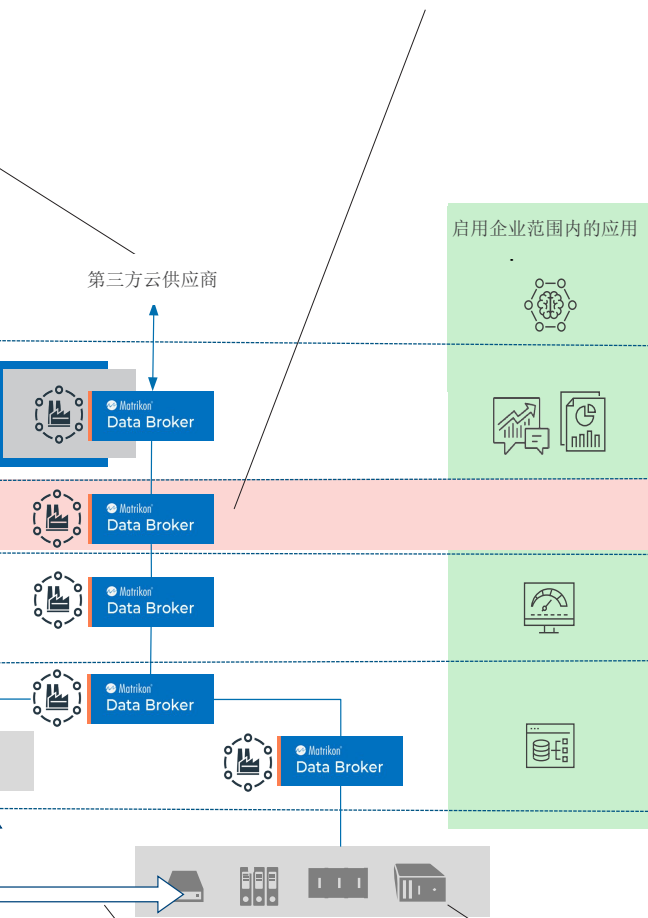 启用企业范围内的应用
第三方云供应商
Matrikon
Data Broker
Matrikon
Data Broker
Matrikon
Data Broker
Matrikon
Data Broker
Matrikon
Data Broker